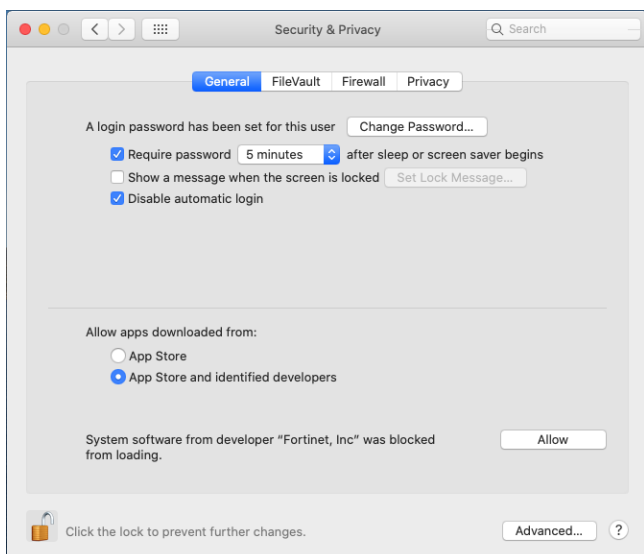 Security & Privacy
Search
General
FileVault
Firewall
Privacy
A login password has been set for this user
Change Password...
Require password
5 minutes
after sleep or screen saver begins
Show a message when the screen is locked
Set Lock Message...
Disable automatic login
Allow apps downloaded from:
App Store
App Store and identified developers
System software from developer “Fortinet, Inc” was blocked
from loading.
Allow
Click the lock to prevent further changes.
Advanced...
?